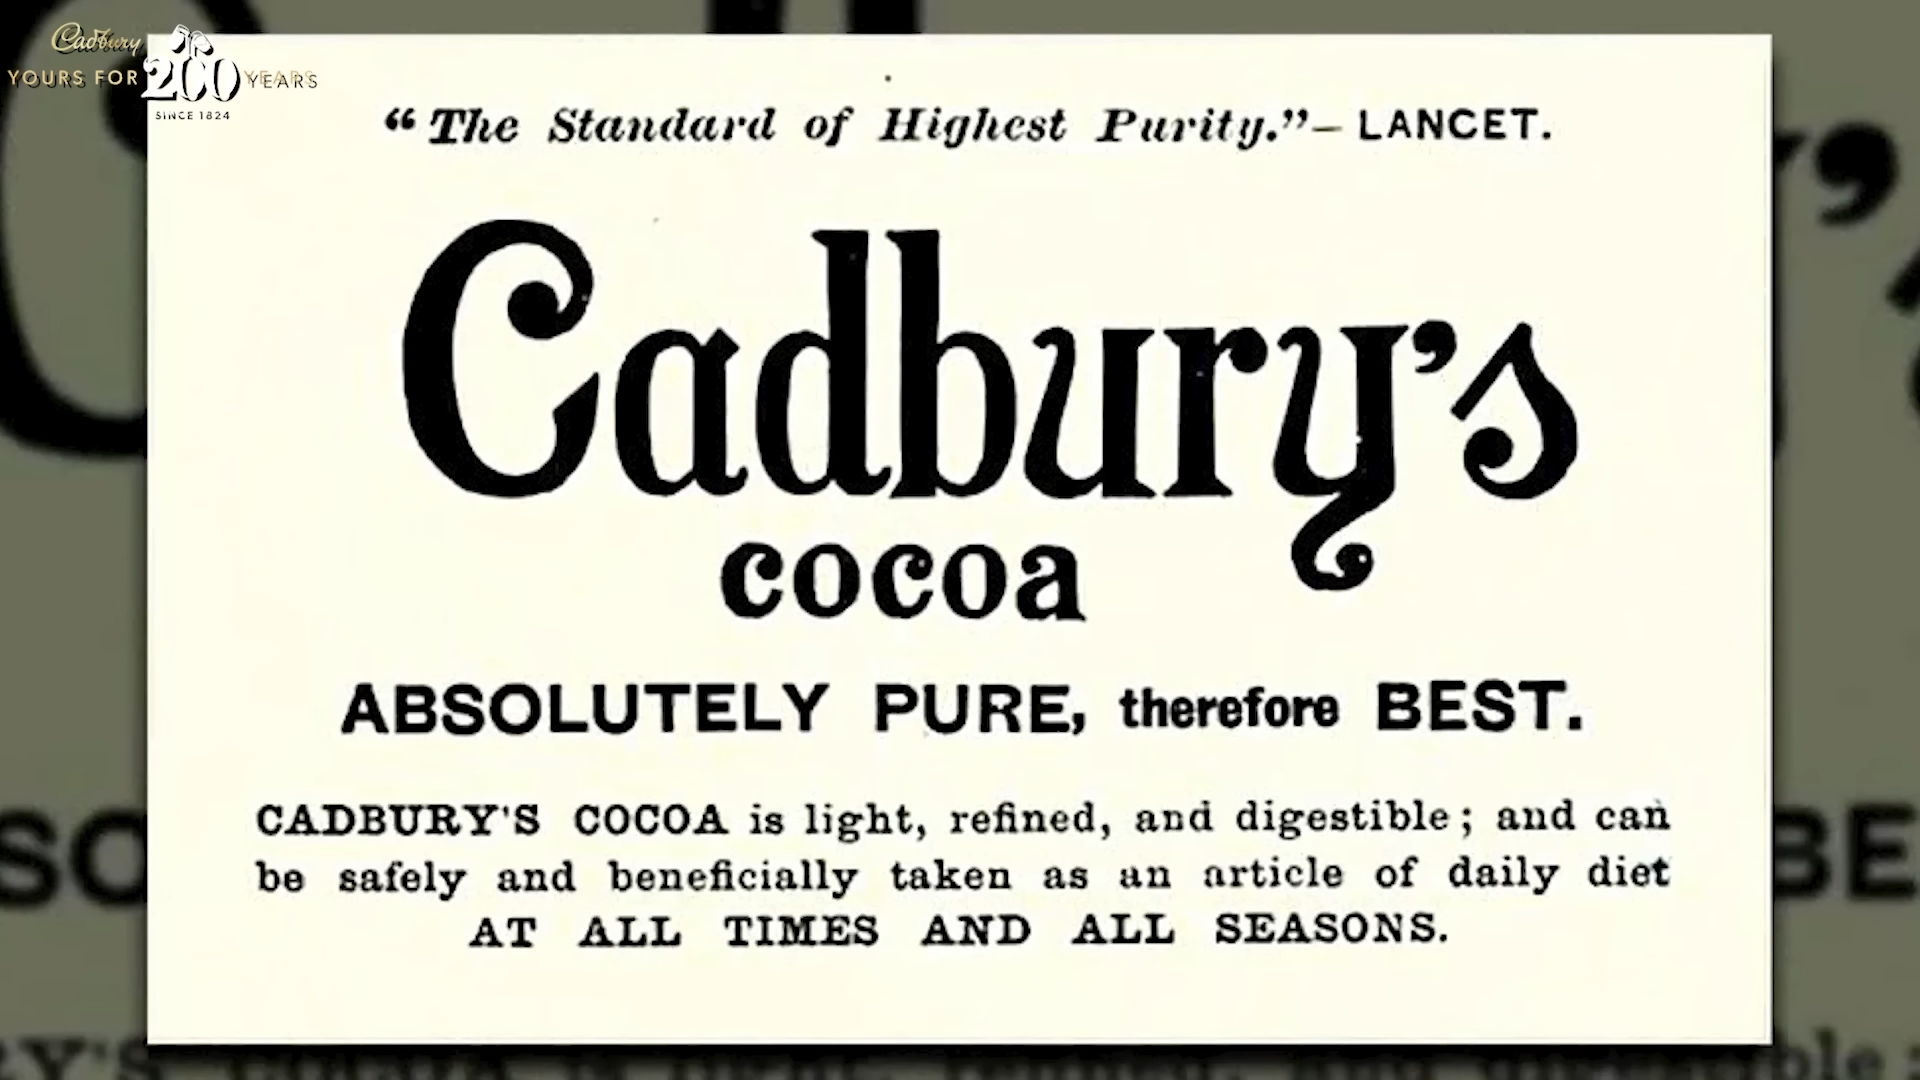 Cadbury
YOURS FOR 200 YEARS
SINCE 1824
“The Standard of Highest Purity.”– LANCET.
Cadbury’s
cocoa
ABSOLUTELY PURE, therefore BEST.
CADBURY'S COCOA is light, refined, and digestible; and can
be safely and beneficially taken as an article of daily diet
AT ALL TIMES AND ALL SEASONS.